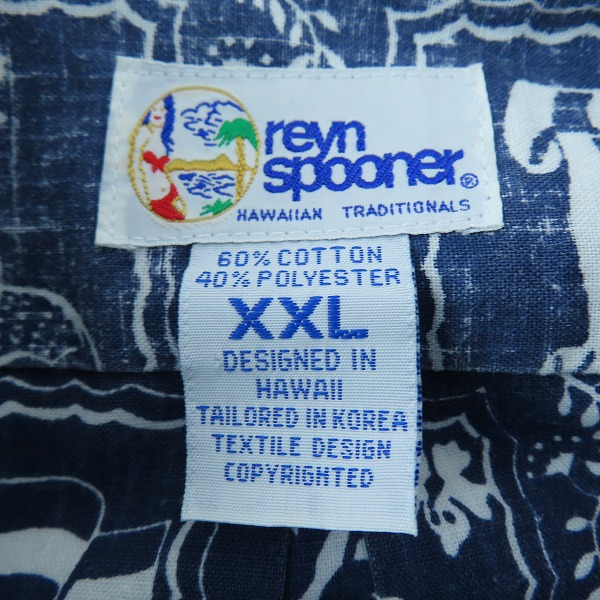 reyn
spooner®
HAWAIIAN TRADITIONALS
60% COTTON
40% POLYESTER
XXL
DESIGNED IN
HAWAII
TAILORED IN KOREA
TEXTILE DESIGN
COPYRIGHTED